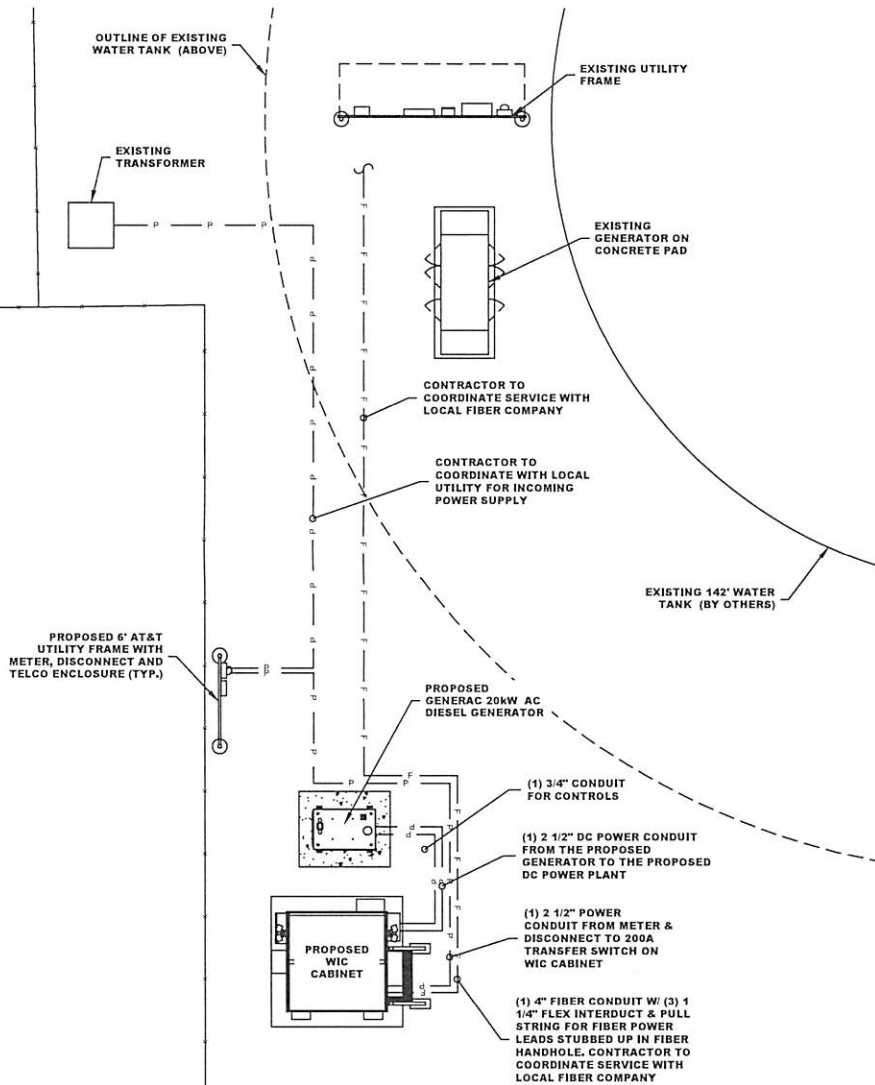 OUTLINE OF EXISTING
WATER TANK (ABOVE)
EXISTING UTILITY
FRAME
EXISTING
TRANSFORMER
P P P
EXISTING
GENERATOR ON
CONCRETE PAD
CONTRACTOR TO
COORDINATE SERVICE WITH
LOCAL FIBER COMPANY
CONTRACTOR TO
COORDINATE WITH LOCAL
UTILITY FOR INCOMING
POWER SUPPLY
EXISTING 142' WATER
TANK (BY OTHERS)
PROPOSED 6' AT&T
UTILITY FRAME WITH
METER, DISCONNECT AND
TELCO ENCLOSURE (TYP.)
PROPOSED
GENERAC 20kW AC
DIESEL GENERATOR
F
P P
(1) 3/4" CONDUIT
FOR CONTROLS
(1) 2 1/2" DC POWER CONDUIT
FROM THE PROPOSED
GENERATOR TO THE PROPOSED
DC POWER PLANT
PROPOSED
WIC
CABINET
(1) 2 1/2" POWER
CONDUIT FROM METER &
DISCONNECT TO 200A
TRANSFER SWITCH ON
WIC CABINET
(1) 4" FIBER CONDUIT W/ (3) 1
1/4" FLEX INTERDUCT & PULL
STRING FOR FIBER POWER
LEADS STUBBED UP IN FIBER
HANDHOLE. CONTRACTOR TO
COORDINATE SERVICE WITH
LOCAL FIBER COMPANY